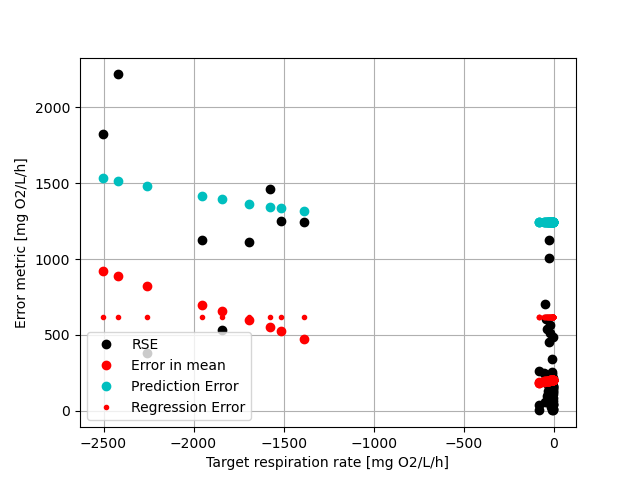 2000
1500
1000
500
0
Error metric [mg O2/L/h]
RSE
Error in mean
Prediction Error
Regression Error
−2500 −2000 −1500 −1000 −500 0
Target respiration rate [mg O2/L/h]